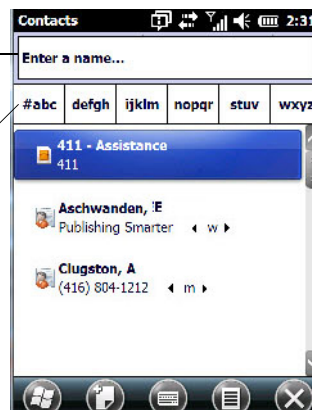 Contacts 2:31
Enter a name...
#abc defgh ijklm nopqr stuv wxyz
411 - Assistance
411
Aschwanden, E
Publishing Smarter w
Clugston, A
(416) 804-1212 m